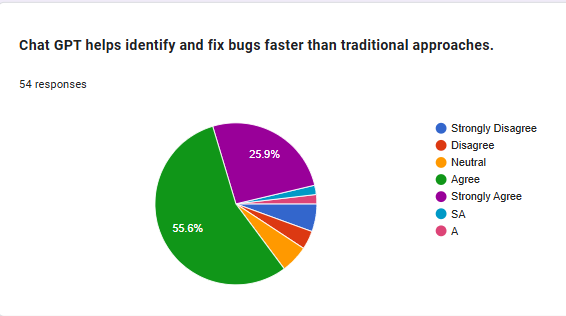 Chat GPT helps identify and fix bugs faster than traditional approaches.
54 responses
25.9%
55.6%
Strongly Disagree
Disagree
Neutral
Agree
Strongly Agree
SA
A